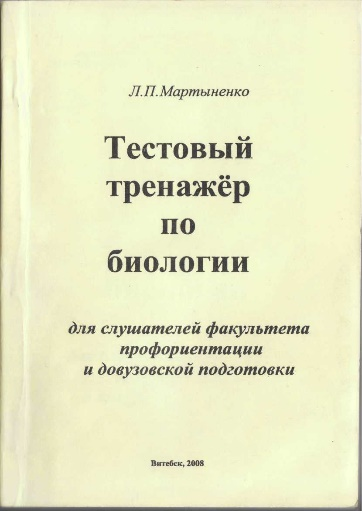 Л.П.Мартыненко
Тестовый
тренажёр
по
биологии
для слушателей факультета
профориентации
и довузовской подготовки
Витебск, 2008